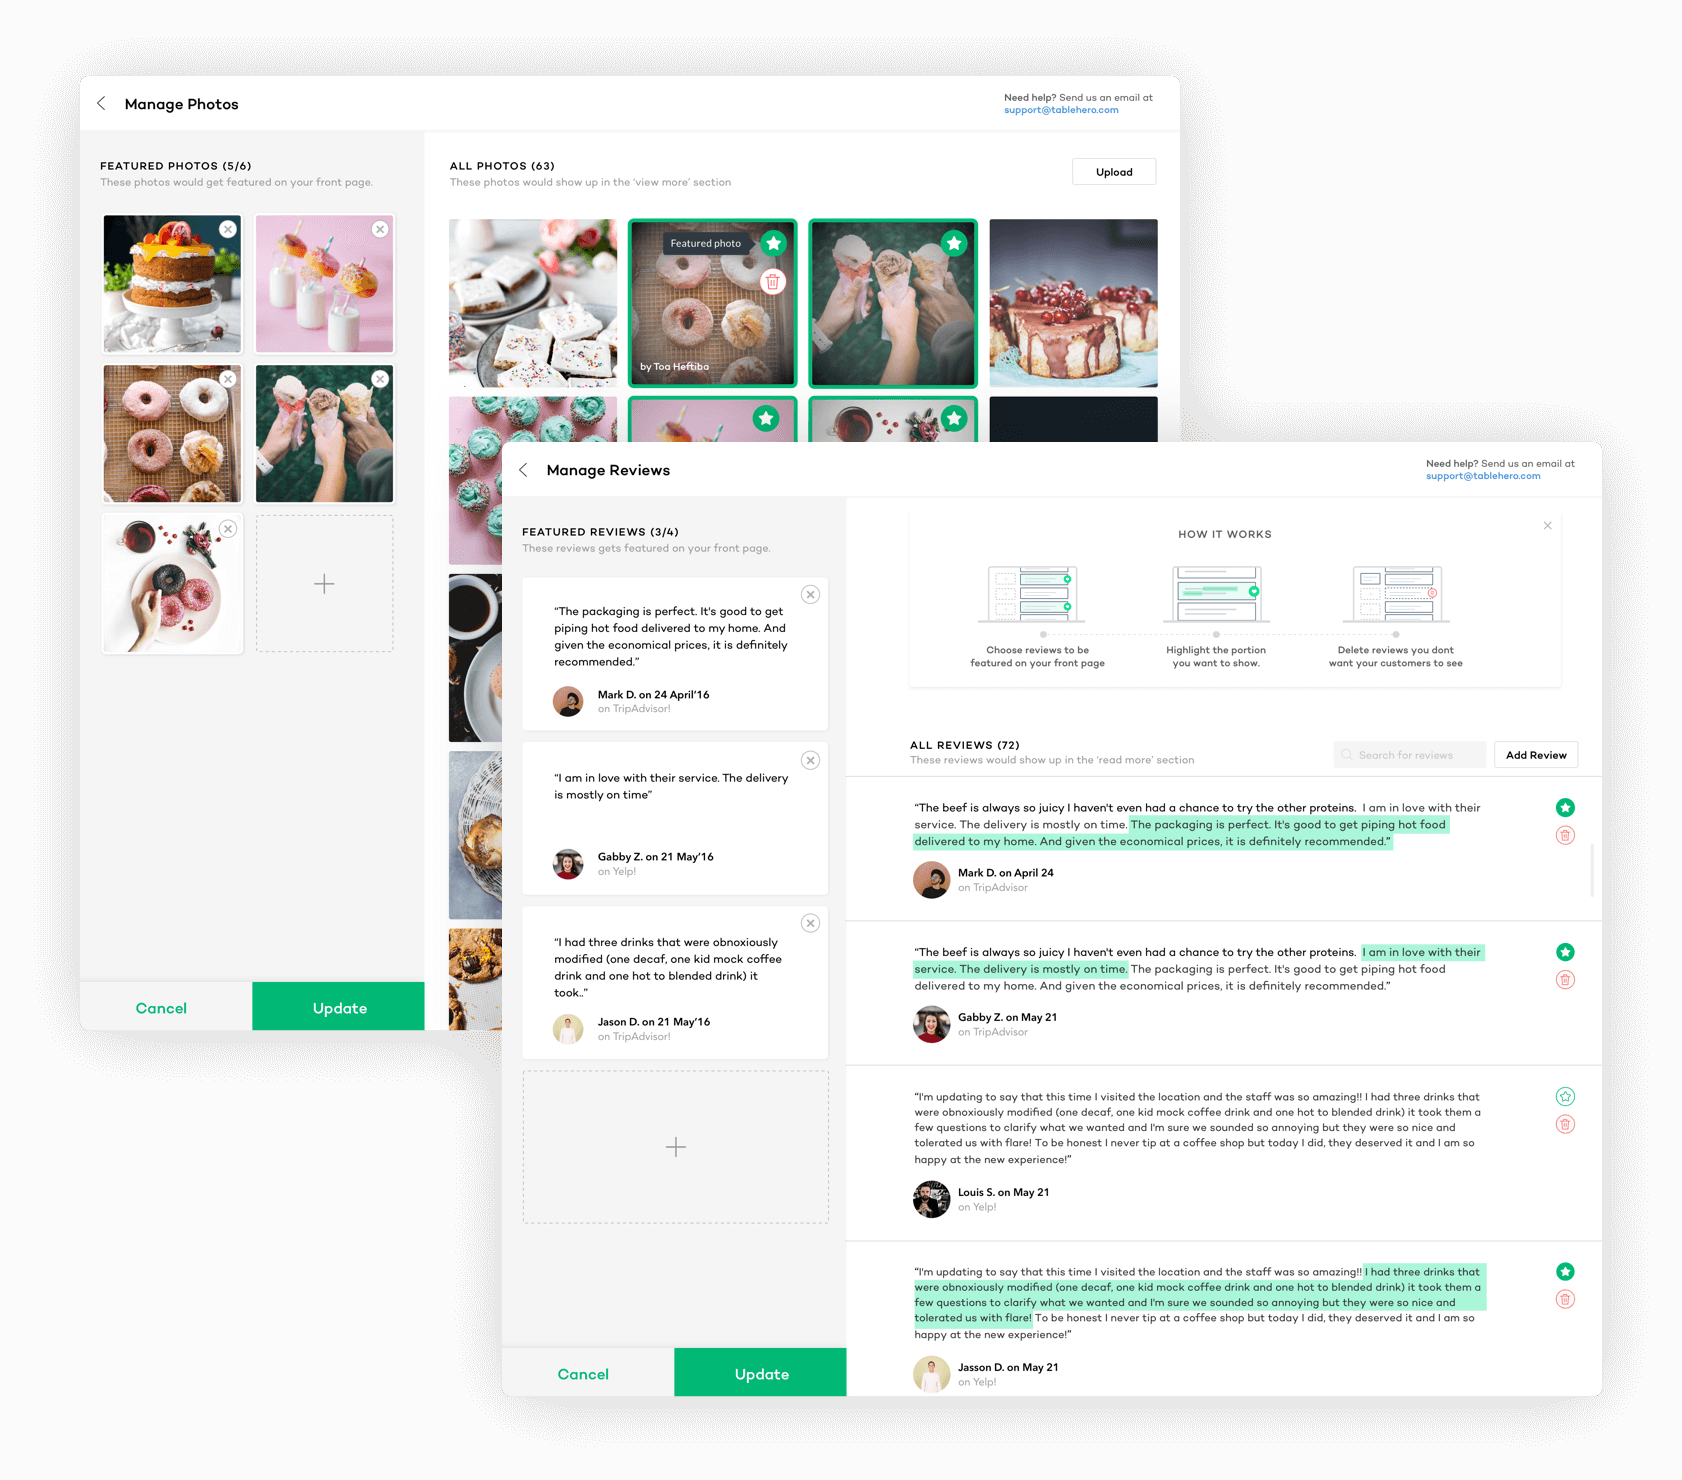 Manage Photos
Need help? Send us an email at
support@tablehero.com
FEATURED PHOTOS (5/6)
These photos would get featured on your front page.
ALL PHOTOS (63)
These photos would show up in the ‘view more’ section
Upload
Featured photo
by Toa Heftiba
Cancel
Update
Manage Reviews
Need help? Send us an email at
support@tablehero.com
FEATURED REVIEWS (3/4)
These reviews gets featured on your front page.
“The packaging is perfect. It's good to get
piping hot food delivered to my home. And
given the economical prices, it is definitely
recommended.”
Mark D. on 24 April’16
on TripAdvisor!
“I am in love with their service. The delivery
is mostly on time”
Gabby Z. on 21 May’16
on Yelp!
“I had three drinks that were obnoxiously
modified (one decaf, one kid mock coffee
drink and one hot to blended drink) it
took..”
Jason D. on 21 May’16
on TripAdvisor!
Cancel
Update
HOW IT WORKS
Choose reviews to be
featured on your front page
Highlight the portion
you want to show.
Delete reviews you dont
want your customers to see
ALL REVIEWS (72)
These reviews would show up in the ‘read more’ section
Search for reviews
Add Review
“The beef is always so juicy I haven't even had a chance to try the other proteins. I am in love with their
service. The delivery is mostly on time. The packaging is perfect. It's good to get piping hot food
delivered to my home. And given the economical prices, it is definitely recommended.”
Mark D. on April 24
on TripAdvisor
“The beef is always so juicy I haven't even had a chance to try the other proteins. I am in love with their
service. The delivery is mostly on time. The packaging is perfect. It's good to get piping hot food
delivered to my home. And given the economical prices, it is definitely recommended.”
Gabby Z. on May 21
on TripAdvisor
“I'm updating to say that this time I visited the location and the staff was so amazing!! I had three drinks that
were obnoxiously modified (one decaf, one kid mock coffee drink and one hot to blended drink) it took them a
few questions to clarify what we wanted and I'm sure we sounded so annoying but they were so nice and
tolerated us with flare! To be honest I never tip at a coffee shop but today I did, they deserved it and I am so
happy at the new experience!”
Louis S. on May 21
on Yelp!
“I'm updating to say that this time I visited the location and the staff was so amazing!! I had three drinks that
were obnoxiously modified (one decaf, one kid mock coffee drink and one hot to blended drink) it took them a
few questions to clarify what we wanted and I'm sure we sounded so annoying but they were so nice and
tolerated us with flare! To be honest I never tip at a coffee shop but today I did, they deserved it and I am so
happy at the new experience!”
Jasson D. on May 21
on Yelp!